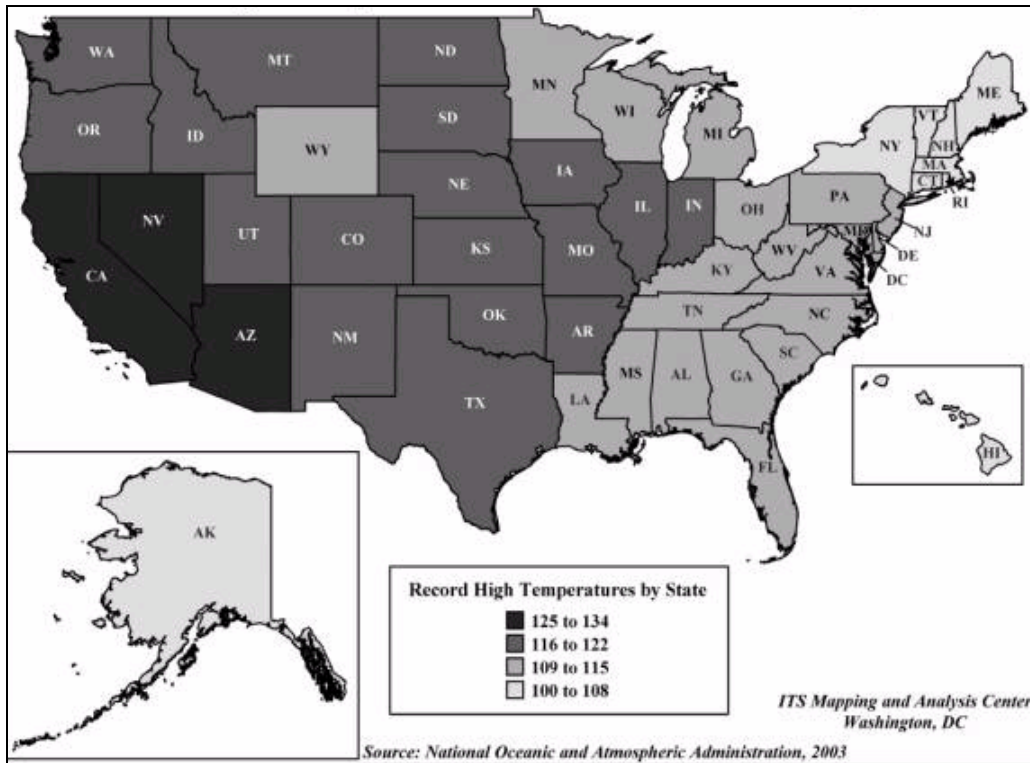 WA
MT
ND
MN
ME
OR
ID
SD
WI
MI
VT
NH
NY
WY
MA
CT
RI
IA
NE
PA
NV
IL
IN
OH
NJ
UT
CO
MD
DE
KS
MO
WV
DC
CA
KY
VA
OK
TN
NC
AZ
NM
AR
SC
MS
AL
GA
TX
LA
FL
HI
AK
Record High Temperatures by State
125 to 134
116 to 122
109 to 115
100 to 108
ITS Mapping and Analysis Center
Washington, DC
Source: National Oceanic and Atmospheric Administration, 2003